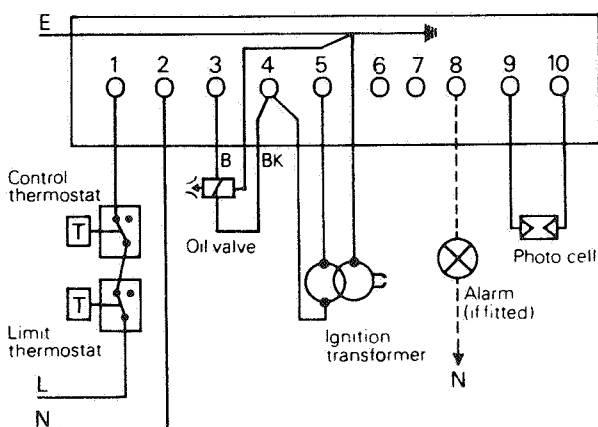 E
1 2 3 4 5 6 7 8 9 10
B BK
Control
thermostat
T
Oil valve
Photo cell
T
Alarm
(if fitted)
Limit
thermostat
Ignition
transformer
L
N
N